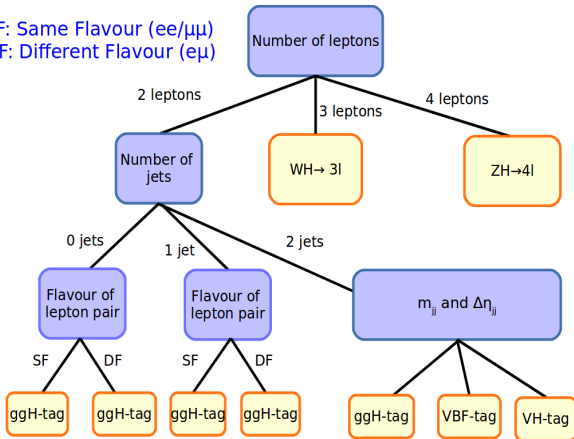 F: Same Flavour (ee/μμ)
F: Different Flavour (eμ)
Number of leptons
2 leptons
3 leptons
4 leptons
Number of
jets
WH→ 3l
ZH→4l
0 jets
1 jet
2 jets
Flavour of
lepton pair
Flavour of
lepton pair
mjj and Δηjj
SF
DF
SF
DF
ggH-tag
ggH-tag
ggH-tag
ggH-tag
ggH-tag
VBF-tag
VH-tag